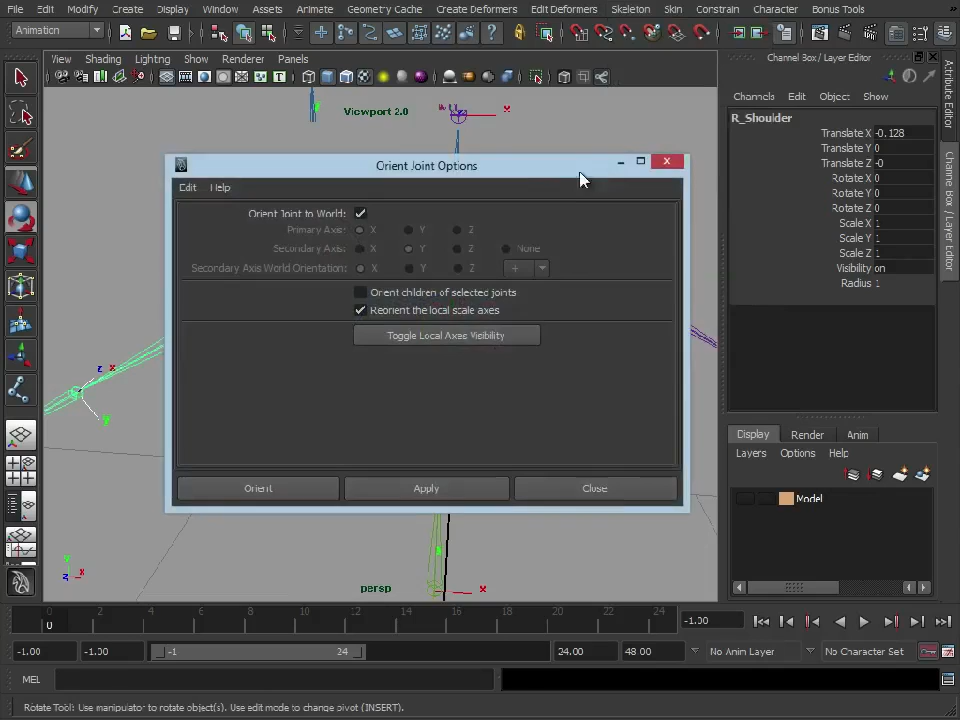 File Edit Modify Create Display Window Assets Animate Geometry Cache Create Deformers Edit Deformers Skeleton Skin Constrain Character Bonus Tools
Animation
View Shading Lighting Show Renderer Panels
Channel Box / Layer Editor
Channels Edit Object Show
Attribute Editor
Channel Box / Layer Editor
Viewport 2.0
x
R_Shoulder
Translate X -0.128
Translate Y 0
Translate Z -0
Rotate X 0
Rotate Y 0
Rotate Z 0
Scale X 1
Scale Y 1
Scale Z 1
Visibility on
Radius 1
Orient Joint Options
Edit Help
Orient Joint to World:
Primary Axis: X Y Z
Secondary Axis: X Y Z None
Secondary Axis World Orientation: X Y Z +
Orient children of selected joints
Reorient the local scale axes
Toggle Local Axes Visibility
Orient Apply Close
z x
y
Display Render Anim
Layers Options Help
Model
y
z x
persp
x
0 2 4 6 8 10 12 14 16 18 20 22 24
0
-1.00
-1.00 -1.00 -1 24 24.00 48.00 No Anim Layer No Character Set
MEL
Rotate Tool: Use manipulator to rotate object(s). Use edit mode to change pivot (INSERT).